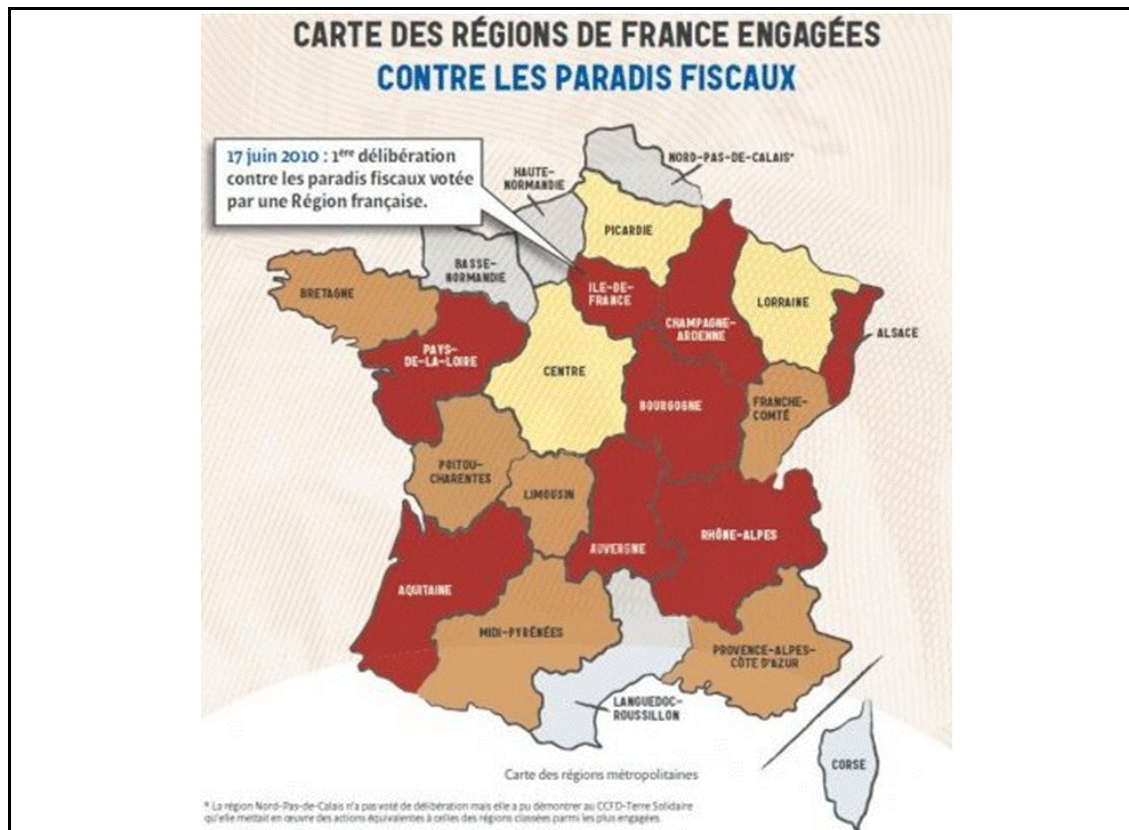 CARTE DES RÉGIONS DE FRANCE ENGAGÉES
CONTRE LES PARADIS FISCAUX
17 juin 2010 : 1ère délibération
contre les paradis fiscaux votée
par une Région française.
NORD-PAS-DE-CALAIS*
HAUTE-
NORMANDIE
PICARDIE
BASSE-
NORMANDIE
BRETAGNE
ILE-DE-
FRANCE
LORRAINE
CHAMPAGNE-
ARDENNE
ALSACE
PAYS-
DE-LA-LOIRE
CENTRE
BOURGOGNE
FRANCHE-
COMTÉ
POITOU-
CHARENTES
LIMOUSIN
RHÔNE-ALPES
AUVERGNE
AQUITAINE
MIDI-PYRÉNÉES
PROVENCE-ALPES-
CÔTE D'AZUR
LANGUEDOC-
ROUSSILLON
CORSE
Carte des régions métropolitaines
* La région Nord-Pas-de-Calais n'a pas voté de délibération mais elle a pu démontrer au CCFD-Terre Solidaire
qu'elle mettait en œuvre des actions équivalentes à celles des régions classées parmi les plus engagées.